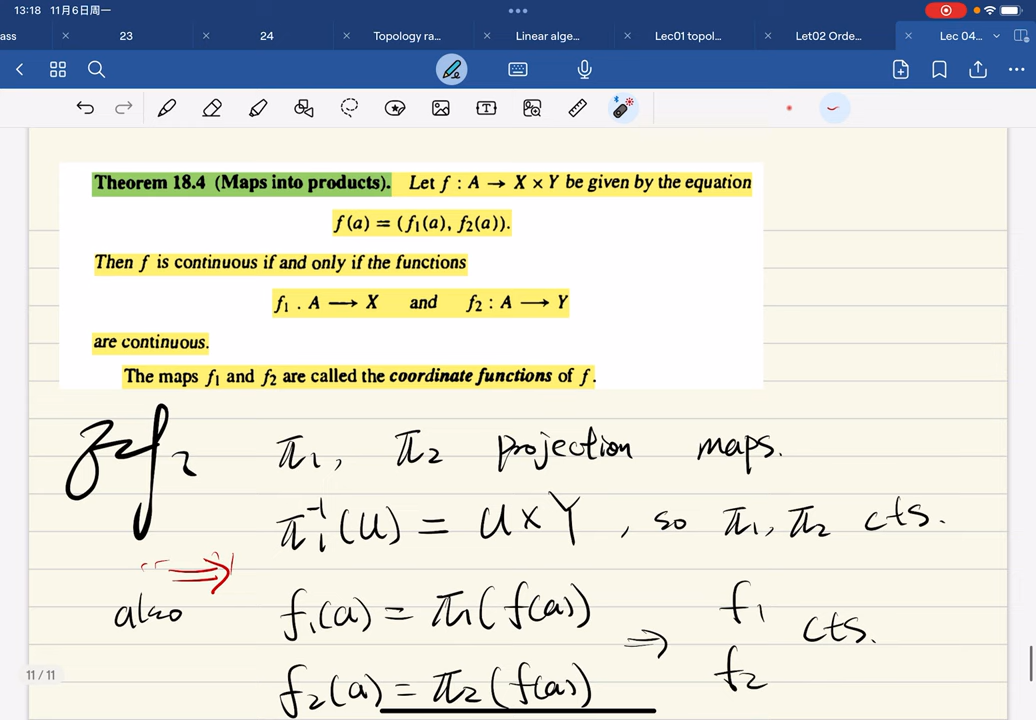 13:18 11月6日周一
ass 23 24 Topology ra... Linear alge... Lec01 topol... Let02 Orde... Lec 04...
Theorem 18.4 (Maps into products). Let f : A → X × Y be given by the equation
f(a) = (f₁(a), f₂(a)).
Then f is continuous if and only if the functions
f₁ . A ⟶ X and f₂ : A ⟶ Y
are continuous.
The maps f₁ and f₂ are called the coordinate functions of f.
π₁, π₂ projection maps.
π₁⁻¹(U) = U × Y , so π₁, π₂ cts.
⇒
also f₁(a) = π₁(f(a))
f₂(a) = π₂(f(a))
⇒ f₁ f₂ cts.
11 / 11